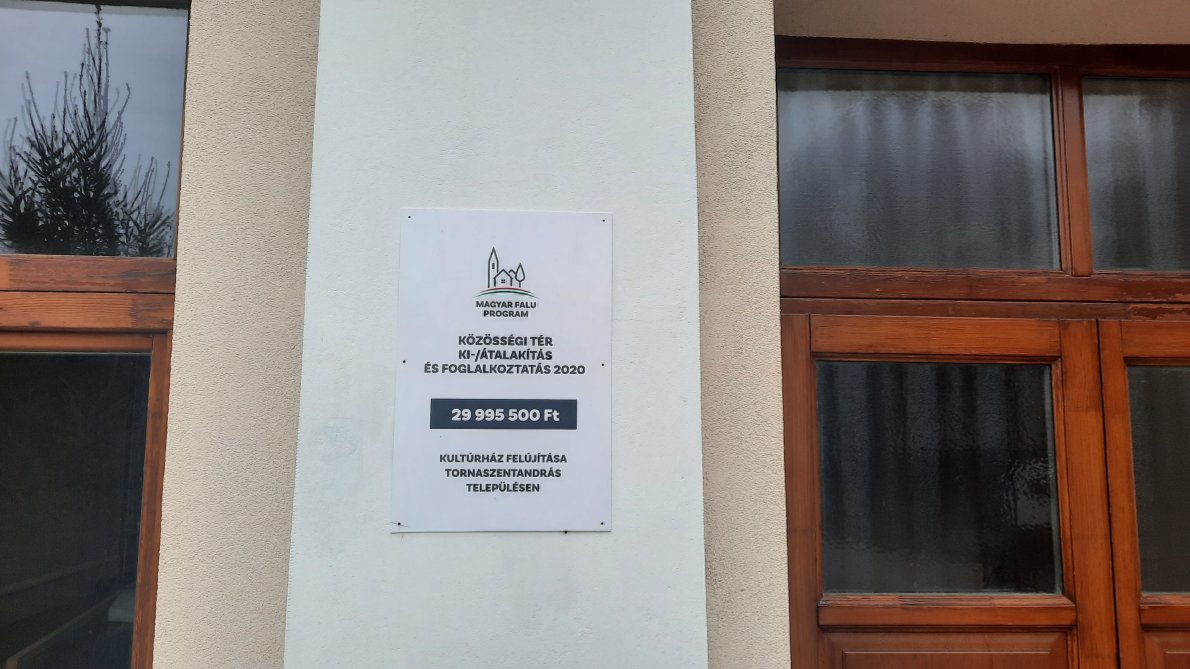 MAGYAR FALU
PROGRAM
KÖZÖSSÉGI TÉR
KI-/ÁTALAKÍTÁS
ÉS FOGLALKOZTATÁS 2020
29 995 500 Ft
KULTÚRHÁZ FELÚJÍTÁSA
TORNASZENTANDRÁS
TELEPÜLÉSEN